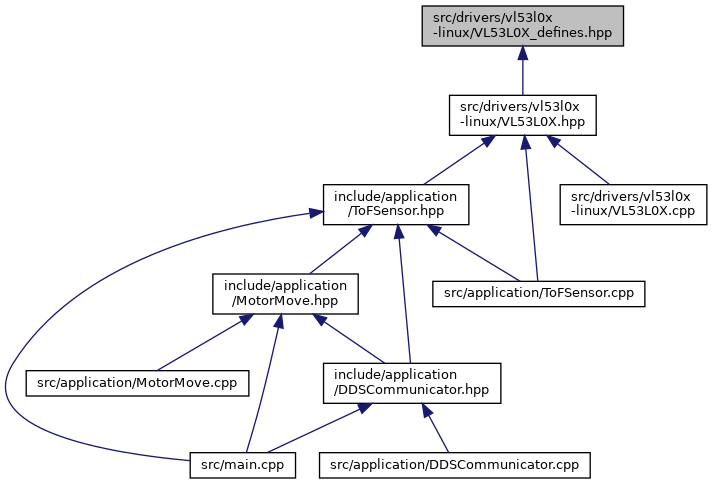 src/drivers/vl53l0x
-linux/VL53L0X_defines.hpp
src/drivers/vl53l0x
-linux/VL53L0X.hpp
include/application
/ToFSensor.hpp
src/drivers/vl53l0x
-linux/VL53L0X.cpp
include/application
/MotorMove.hpp
src/application/ToFSensor.cpp
src/application/MotorMove.cpp
include/application
/DDSCommunicator.hpp
src/main.cpp
src/application/DDSCommunicator.cpp